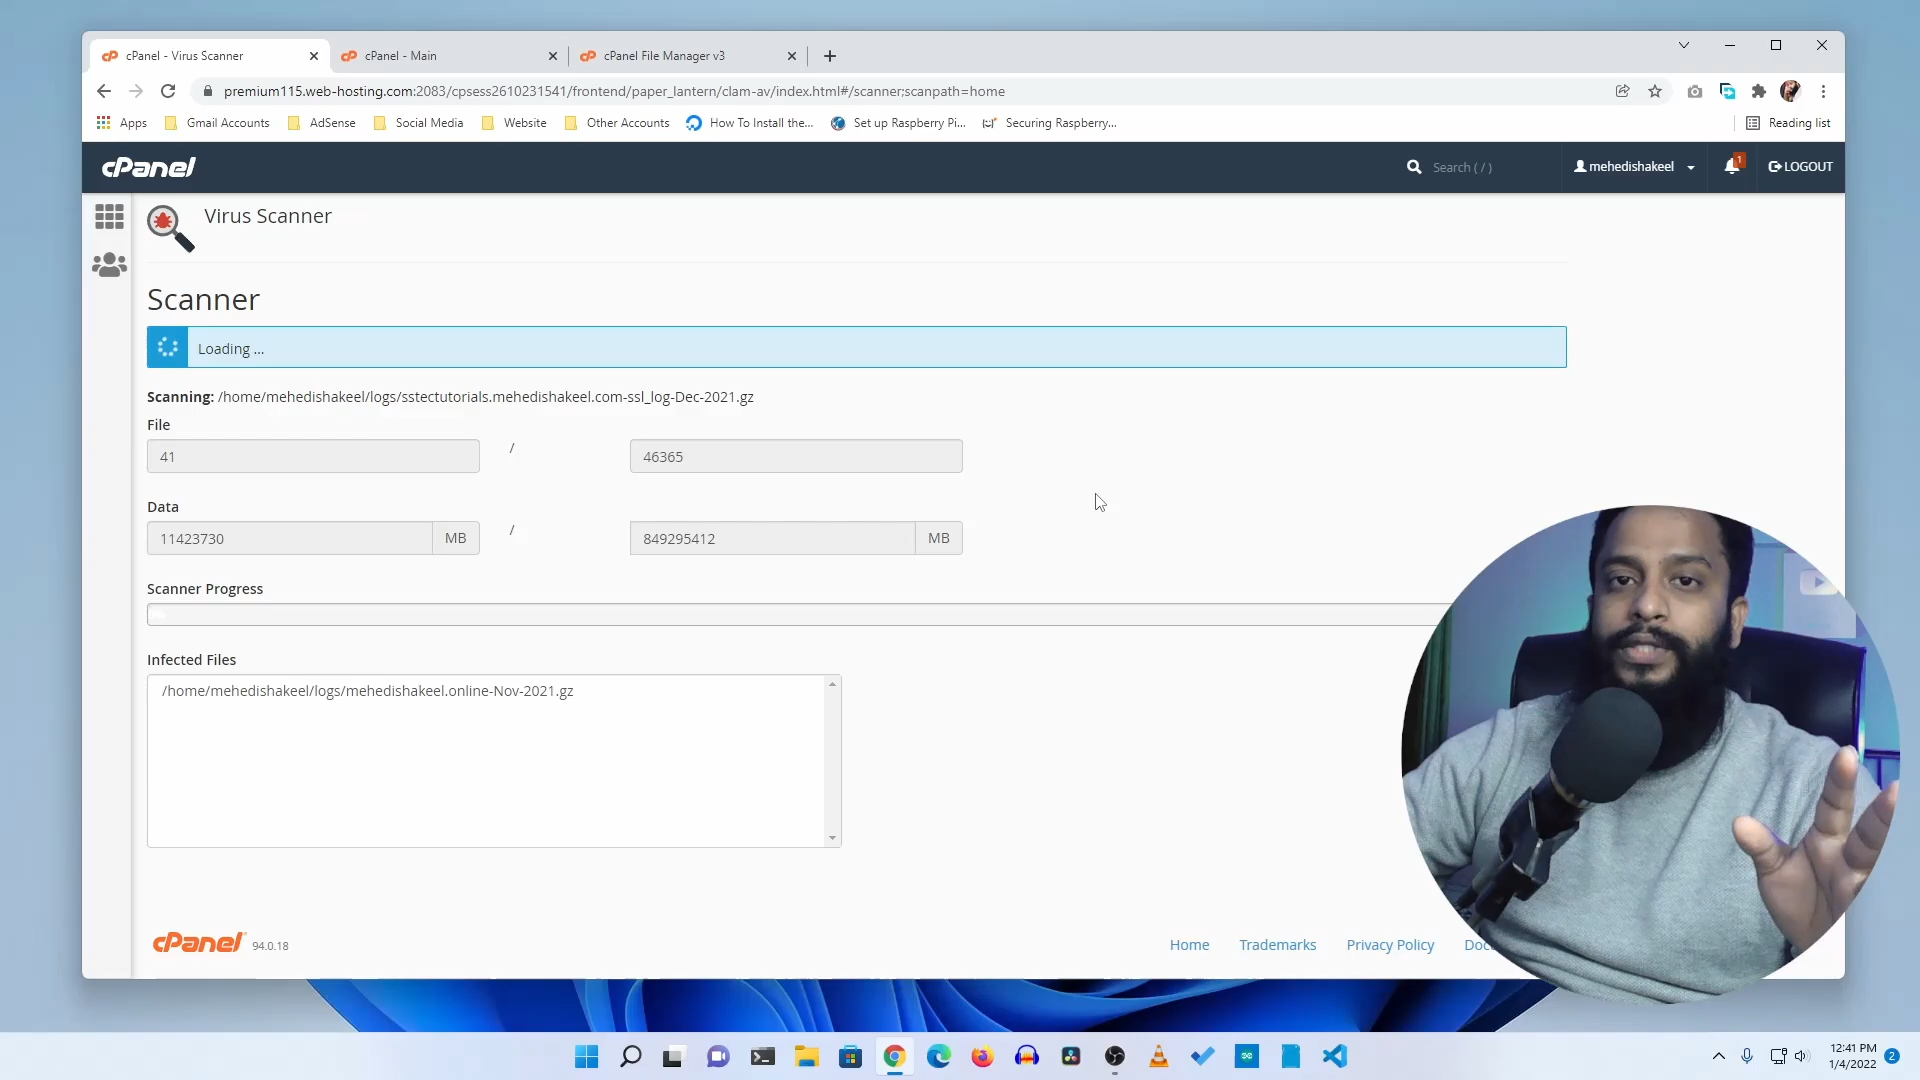 cPanel - Virus Scanner
cPanel - Main
cPanel File Manager v3
premium115.web-hosting.com:2083/cpsess2610231541/frontend/paper_lantern/clam-av/index.html#/scanner;scanpath=home
Apps
Gmail Accounts
AdSense
Social Media
Website
Other Accounts
How To Install the...
Set up Raspberry Pi...
Securing Raspberry...
Reading list
cPanel
Search ( / )
mehedishakeel
1
LOGOUT
Virus Scanner
Scanner
Loading ...
Scanning: /home/mehedishakeel/logs/sstectutorials.mehedishakeel.com-ssl_log-Dec-2021.gz
File
41 / 46365
Data
11423730 MB / 849295412 MB
Scanner Progress
Infected Files
/home/mehedishakeel/logs/mehedishakeel.online-Nov-2021.gz
cPanel 94.0.18
Home
Trademarks
Privacy Policy
12:41 PM
1/4/2022
2